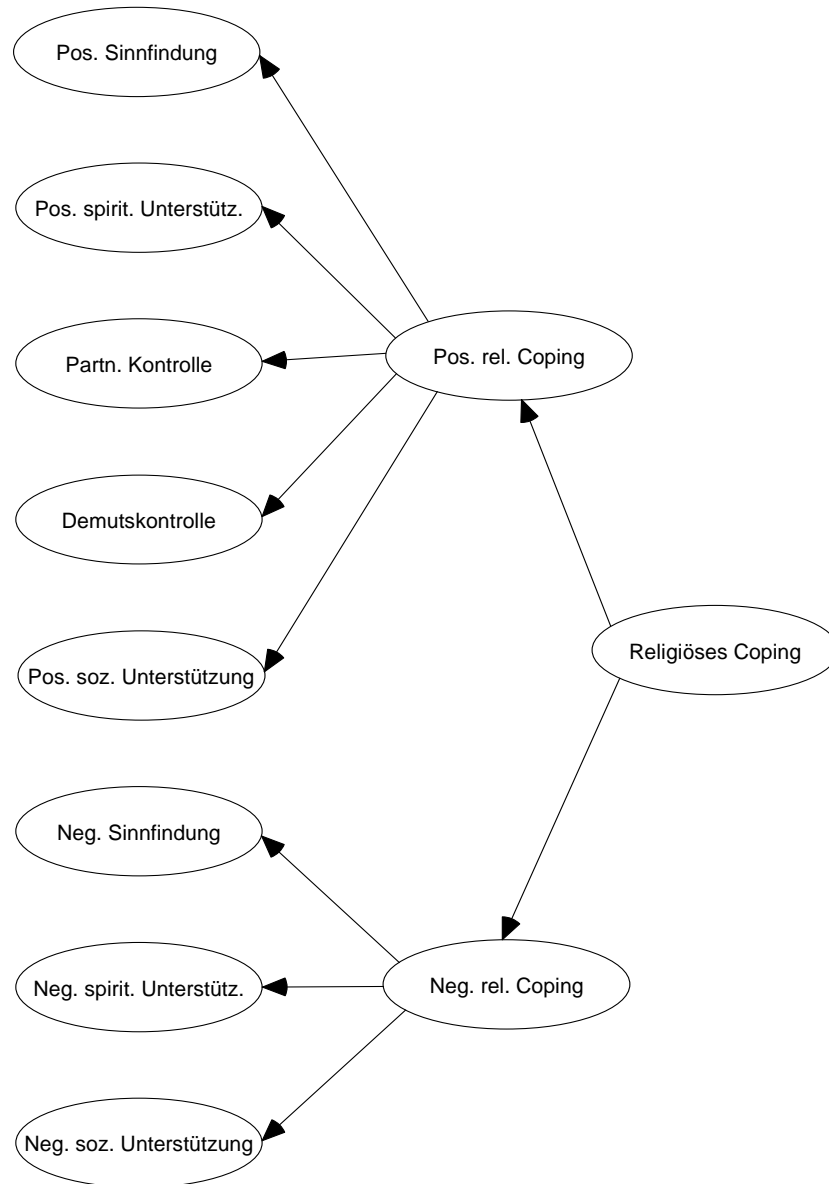 Pos. Sinnfindung
Pos. spirit. Unterstütz.
Partn. Kontrolle
Pos. rel. Coping
Demutskontrolle
Religiöses Coping
Pos. soz. Unterstützung
Neg. Sinnfindung
Neg. spirit. Unterstütz.
Neg. rel. Coping
Neg. soz. Unterstützung